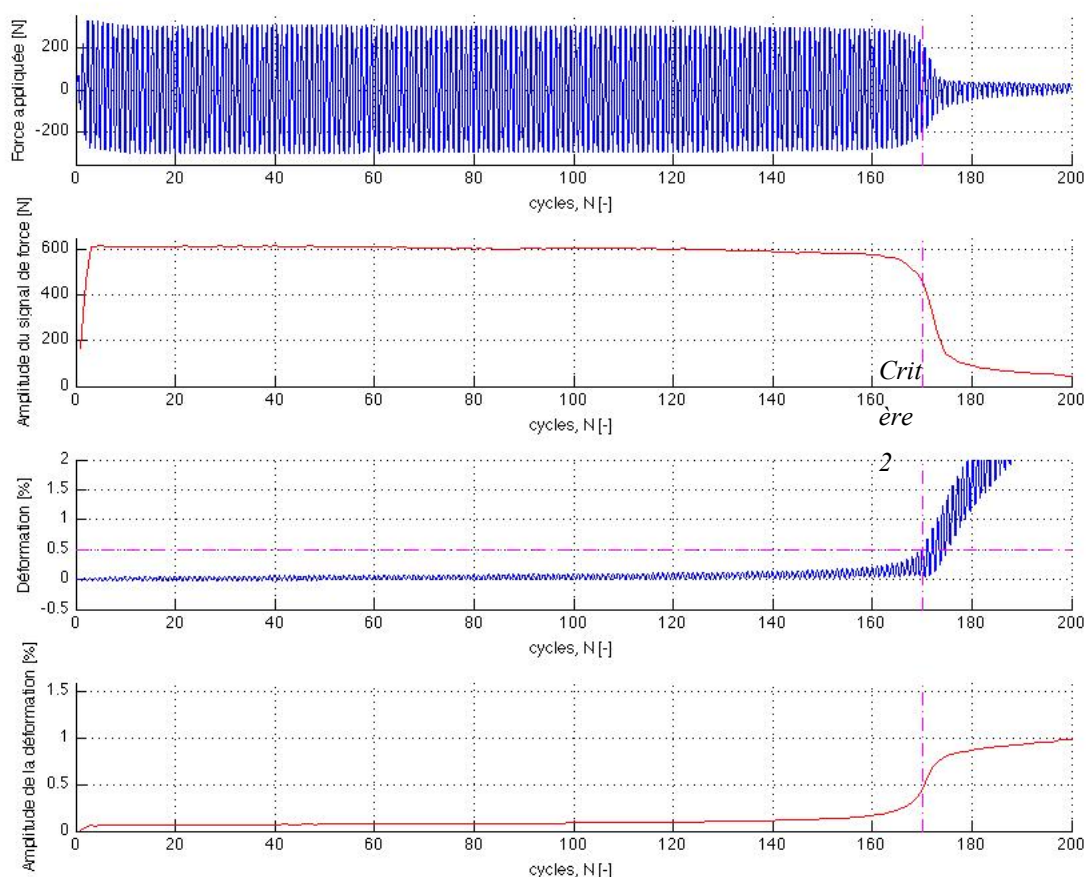 Force appliquée [N]
200
0
-200
0 20 40 60 80 100 120 140 160 180 200
cycles, N [-]
Amplitude du signal de force [N]
600
400
200
0
0 20 40 60 80 100 120 140 160 180 200
cycles, N [-]
Crit
ère
2
Déformation [%]
2
1.5
1
0.5
0
-0.5
0 20 40 60 80 100 120 140 160 180 200
cycles, N [-]
Amplitude de la déformation [%]
1.5
1
0.5
0
0 20 40 60 80 100 120 140 160 180 200
cycles, N [-]